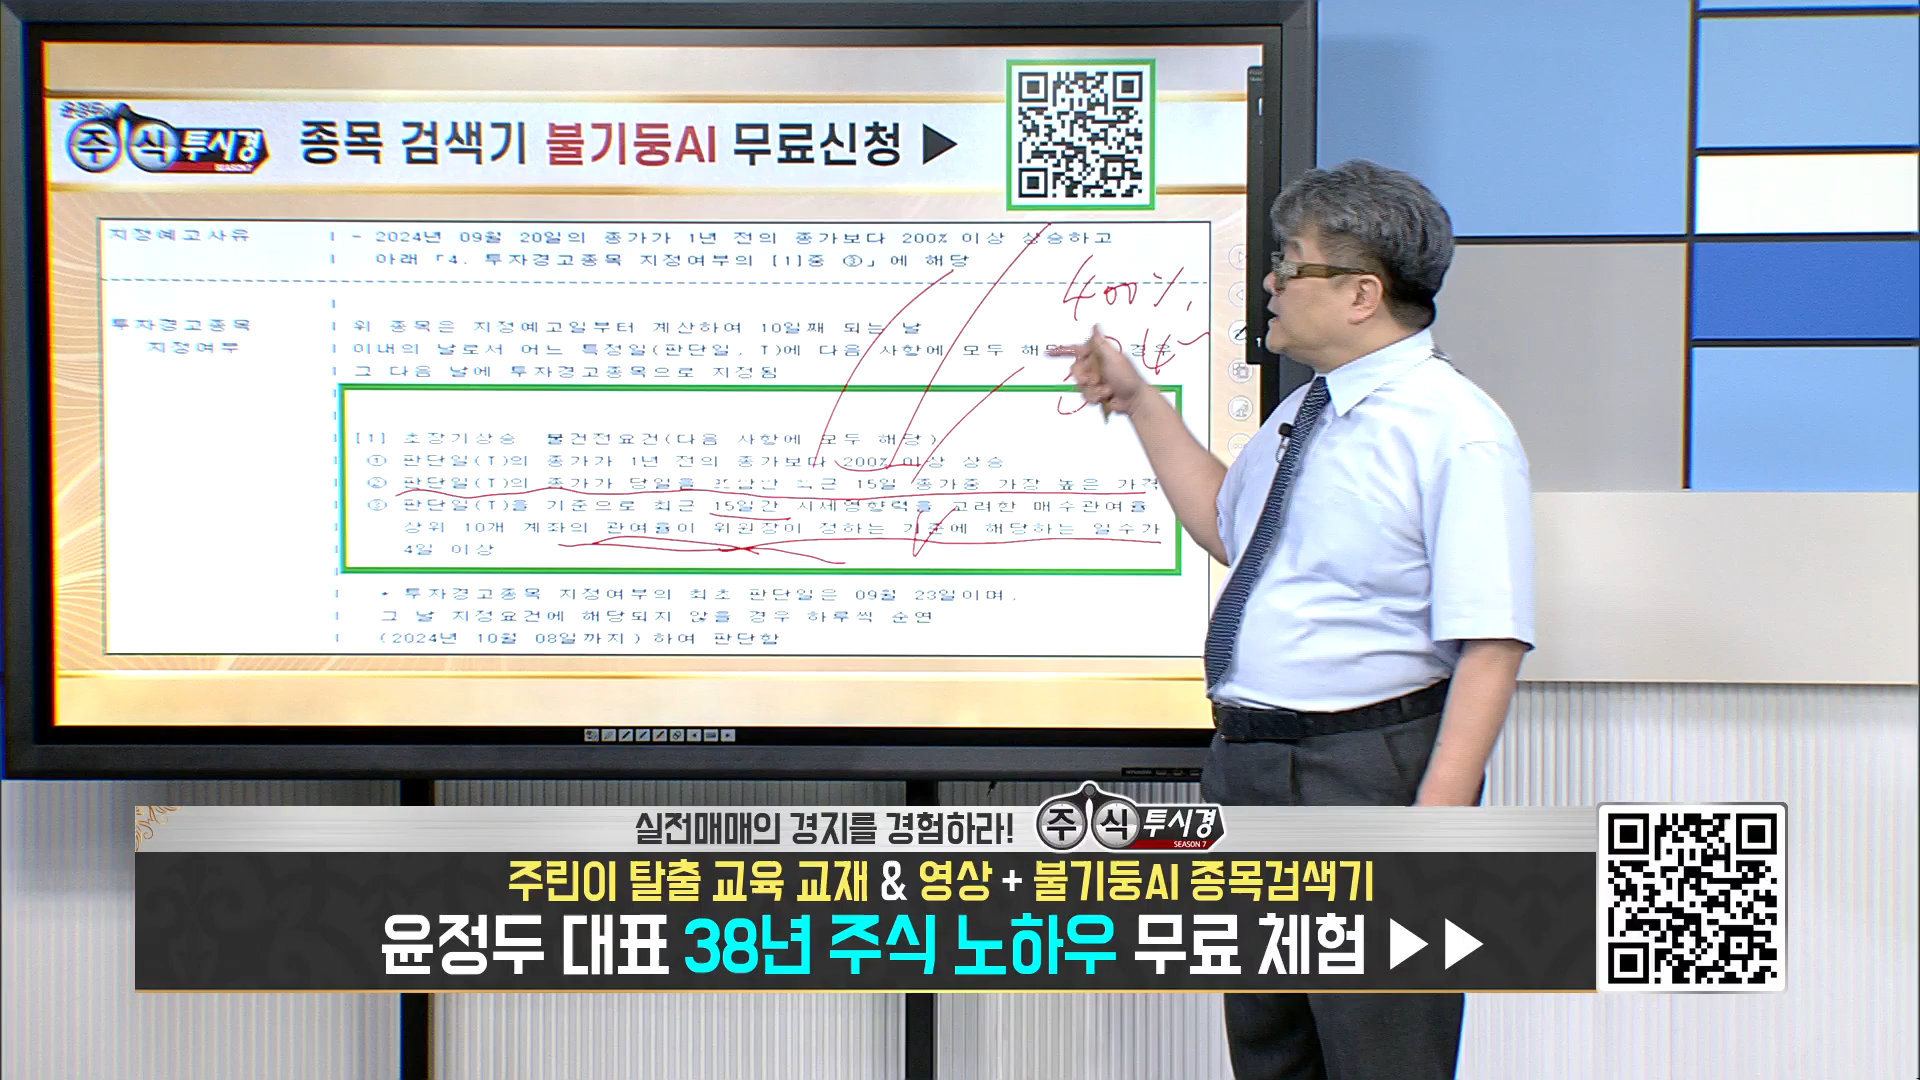 윤정두의
주식투시경
SEASON7
종목 검색기 불기둥AI 무료신청 ▶
지정예고사유 - 2024년 09월 20일의 종가가 1년 전의 종가보다 200% 이상 상승하고
아래 「4. 투자경고종목 지정여부의 [1]중 ③」에 해당
투자경고종목 위 종목은 지정예고일부터 계산하여 10일째 되는 날
지정여부 이내의 날로서 어느 특정일(판단일, T)에 다음 사항에 모두 경우
그 다음 날에 투자경고종목으로 지정됨
400%
[1] 초장기상승 불건전요건(다음 사항에 모두 해당)
① 판단일(T)의 종가가 1년 전의 종가보다 200% 이상 상승
② 판단일(T)의 종가가 당일을 포함한 최근 15일 종가중 가장 높은 가격
③ 판단일(T)을 기준으로 최근 15일간 시세영향력을 고려한 매수관여율
상위 10개 계좌의 관여율이 위원장이 정하는 기준에 해당하는 일수가
4일 이상
* 투자경고종목 지정여부의 최초 판단일은 09월 23일이며,
그 날 지정요건에 해당되지 않을 경우 하루씩 순연
(2024년 10월 08일까지)하여 판단함
실전매매의 경지를 경험하라! 주식투시경
SEASON 7
주린이 탈출 교육 교재 & 영상 + 불기둥AI 종목검색기
윤정두 대표 38년 주식 노하우 무료 체험 ▶▶